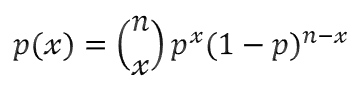 p(x) = (n x) p^x (1 − p)^{n−x}